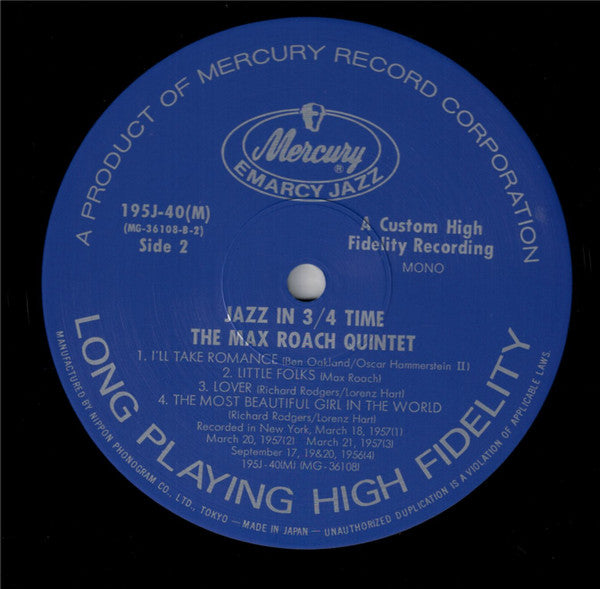 A PRODUCT OF MERCURY RECORD CORPORATION
Mercury
®
EMARCY JAZZ
195J-40(M)
(MG-36108-B-2)
Side 2
A Custom High
Fidelity Recording
MONO
JAZZ IN 3/4 TIME
THE MAX ROACH QUINTET
1. I'LL TAKE ROMANCE (Ben Oakland/Oscar Hammerstein II)
2. LITTLE FOLKS (Max Roach)
3. LOVER (Richard Rodgers/Lorenz Hart)
4. THE MOST BEAUTIFUL GIRL IN THE WORLD
(Richard Rodgers/Lorenz Hart)
Recorded in New York, March 18, 1957(1)
March 20, 1957(2) March 21, 1957(3)
September 17, 19&20, 1956(4)
195J-40(M) (MG-36108)
LONG PLAYING HIGH FIDELITY
MANUFACTURED BY NIPPON PHONOGRAM CO., LTD., TOKYO — MADE IN JAPAN — UNAUTHORIZED DUPLICATION IS A VIOLATION OF APPLICABLE LAWS.